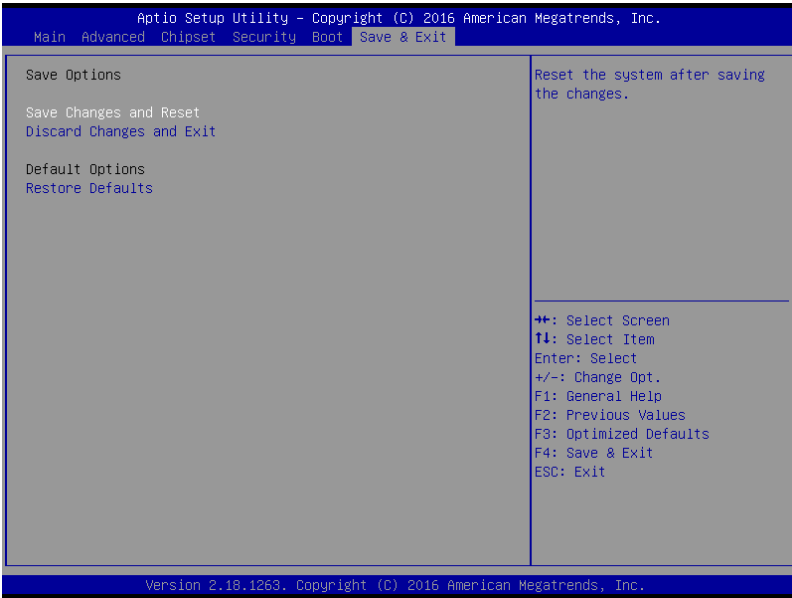 Aptio Setup Utility – Copyright (C) 2016 American Megatrends, Inc.
Main Advanced Chipset Security Boot Save & Exit
Save Options
Save Changes and Reset
Discard Changes and Exit
Default Options
Restore Defaults
Reset the system after saving
the changes.
→←: Select Screen
↑↓: Select Item
Enter: Select
+/-: Change Opt.
F1: General Help
F2: Previous Values
F3: Optimized Defaults
F4: Save & Exit
ESC: Exit
Version 2.18.1263. Copyright (C) 2016 American Megatrends, Inc.